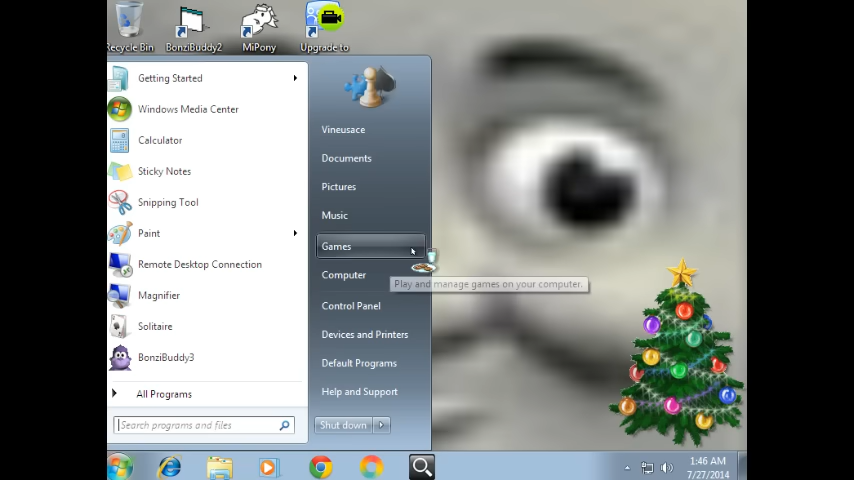 Recycle Bin
BonziBuddy2
MiPony
Upgrade to
Getting Started
Windows Media Center
Calculator
Sticky Notes
Snipping Tool
Paint
Remote Desktop Connection
Magnifier
Solitaire
BonziBuddy3
All Programs
Search programs and files
Vineusace
Documents
Pictures
Music
Games
Computer
Control Panel
Devices and Printers
Default Programs
Help and Support
Shut down
Play and manage games on your computer.
1:46 AM
7/27/2014